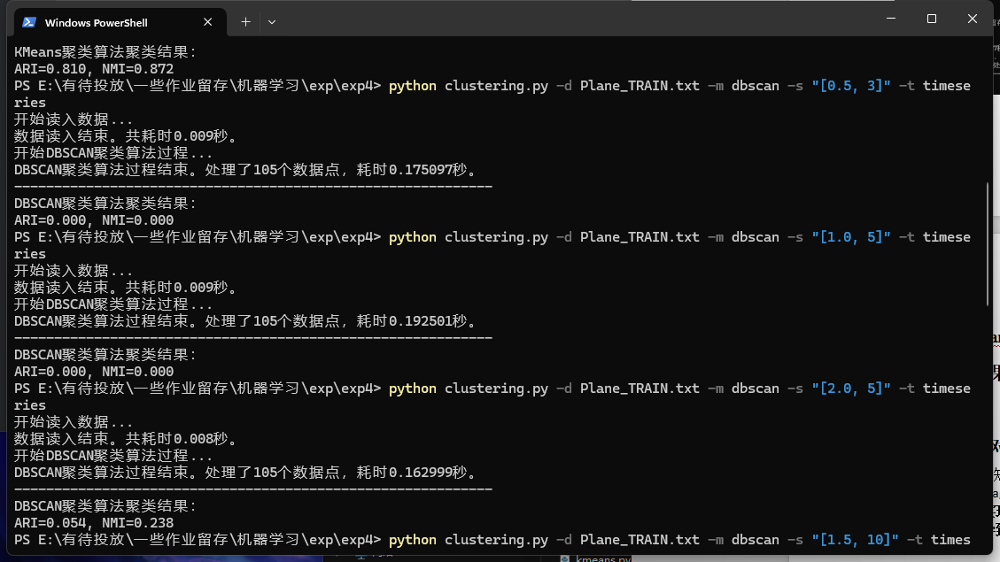 Windows PowerShell
KMeans聚类算法聚类结果:
ARI=0.810, NMI=0.872
PS E:\有待投放\一些作业留存\机器学习\exp\exp4> python clustering.py -d Plane_TRAIN.txt -m dbscan -s "[0.5, 3]" -t timese
ries
开始读入数据...
数据读入结束。共耗时0.009秒。
开始DBSCAN聚类算法过程...
DBSCAN聚类算法过程结束。处理了105个数据点，耗时0.175097秒。
------------------------------------------------------------
DBSCAN聚类算法聚类结果:
ARI=0.000, NMI=0.000
PS E:\有待投放\一些作业留存\机器学习\exp\exp4> python clustering.py -d Plane_TRAIN.txt -m dbscan -s "[1.0, 5]" -t timese
ries
开始读入数据...
数据读入结束。共耗时0.009秒。
开始DBSCAN聚类算法过程...
DBSCAN聚类算法过程结束。处理了105个数据点，耗时0.192501秒。
------------------------------------------------------------
DBSCAN聚类算法聚类结果:
ARI=0.000, NMI=0.000
PS E:\有待投放\一些作业留存\机器学习\exp\exp4> python clustering.py -d Plane_TRAIN.txt -m dbscan -s "[2.0, 5]" -t timese
ries
开始读入数据...
数据读入结束。共耗时0.008秒。
开始DBSCAN聚类算法过程...
DBSCAN聚类算法过程结束。处理了105个数据点，耗时0.162999秒。
------------------------------------------------------------
DBSCAN聚类算法聚类结果:
ARI=0.054, NMI=0.238
PS E:\有待投放\一些作业留存\机器学习\exp\exp4> python clustering.py -d Plane_TRAIN.txt -m dbscan -s "[1.5, 10]" -t times
kmeans.py